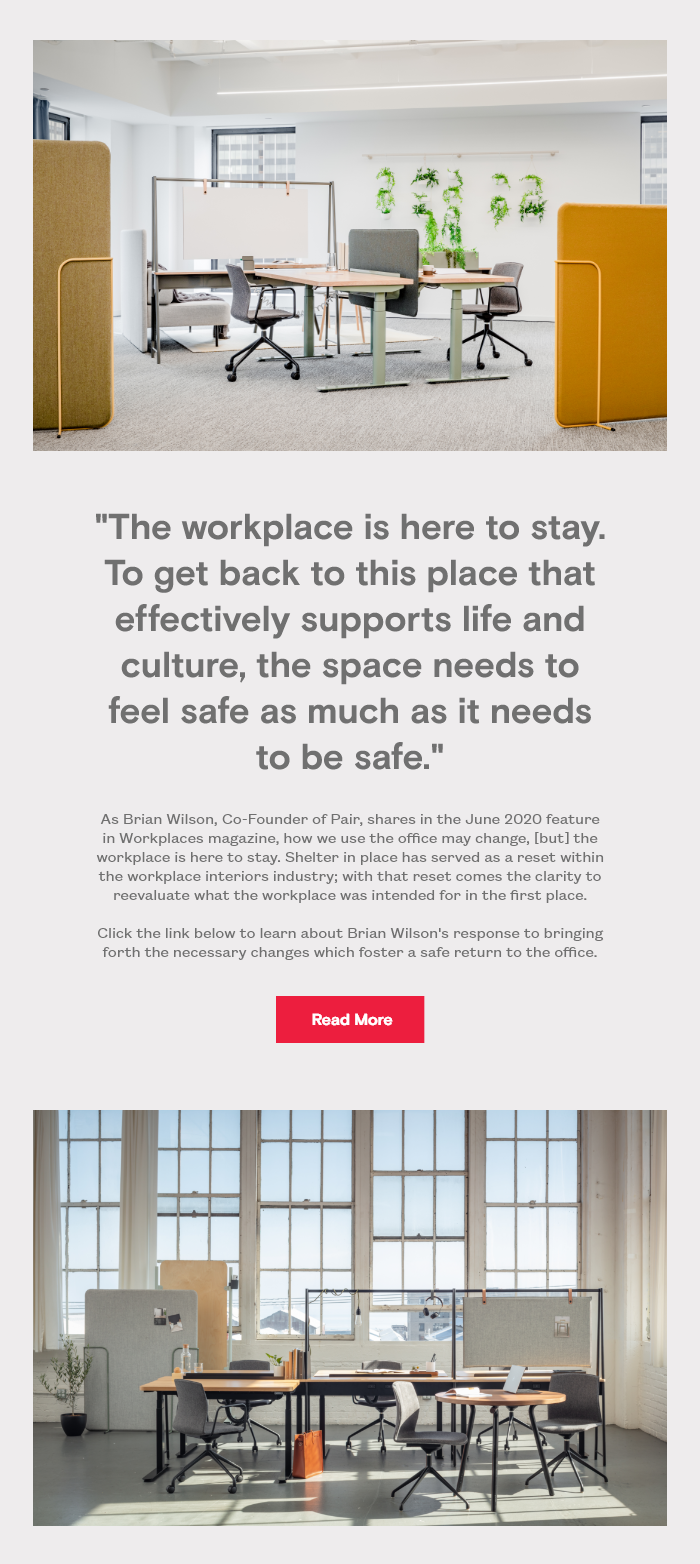 "The workplace is here to stay.
To get back to this place that
effectively supports life and
culture, the space needs to
feel safe as much as it needs
to be safe."
As Brian Wilson, Co-Founder of Pair, shares in the June 2020 feature
in Workplaces magazine, how we use the office may change, [but] the
workplace is here to stay. Shelter in place has served as a reset within
the workplace interiors industry; with that reset comes the clarity to
reevaluate what the workplace was intended for in the first place.
Click the link below to learn about Brian Wilson's response to bringing
forth the necessary changes which foster a safe return to the office.
Read More